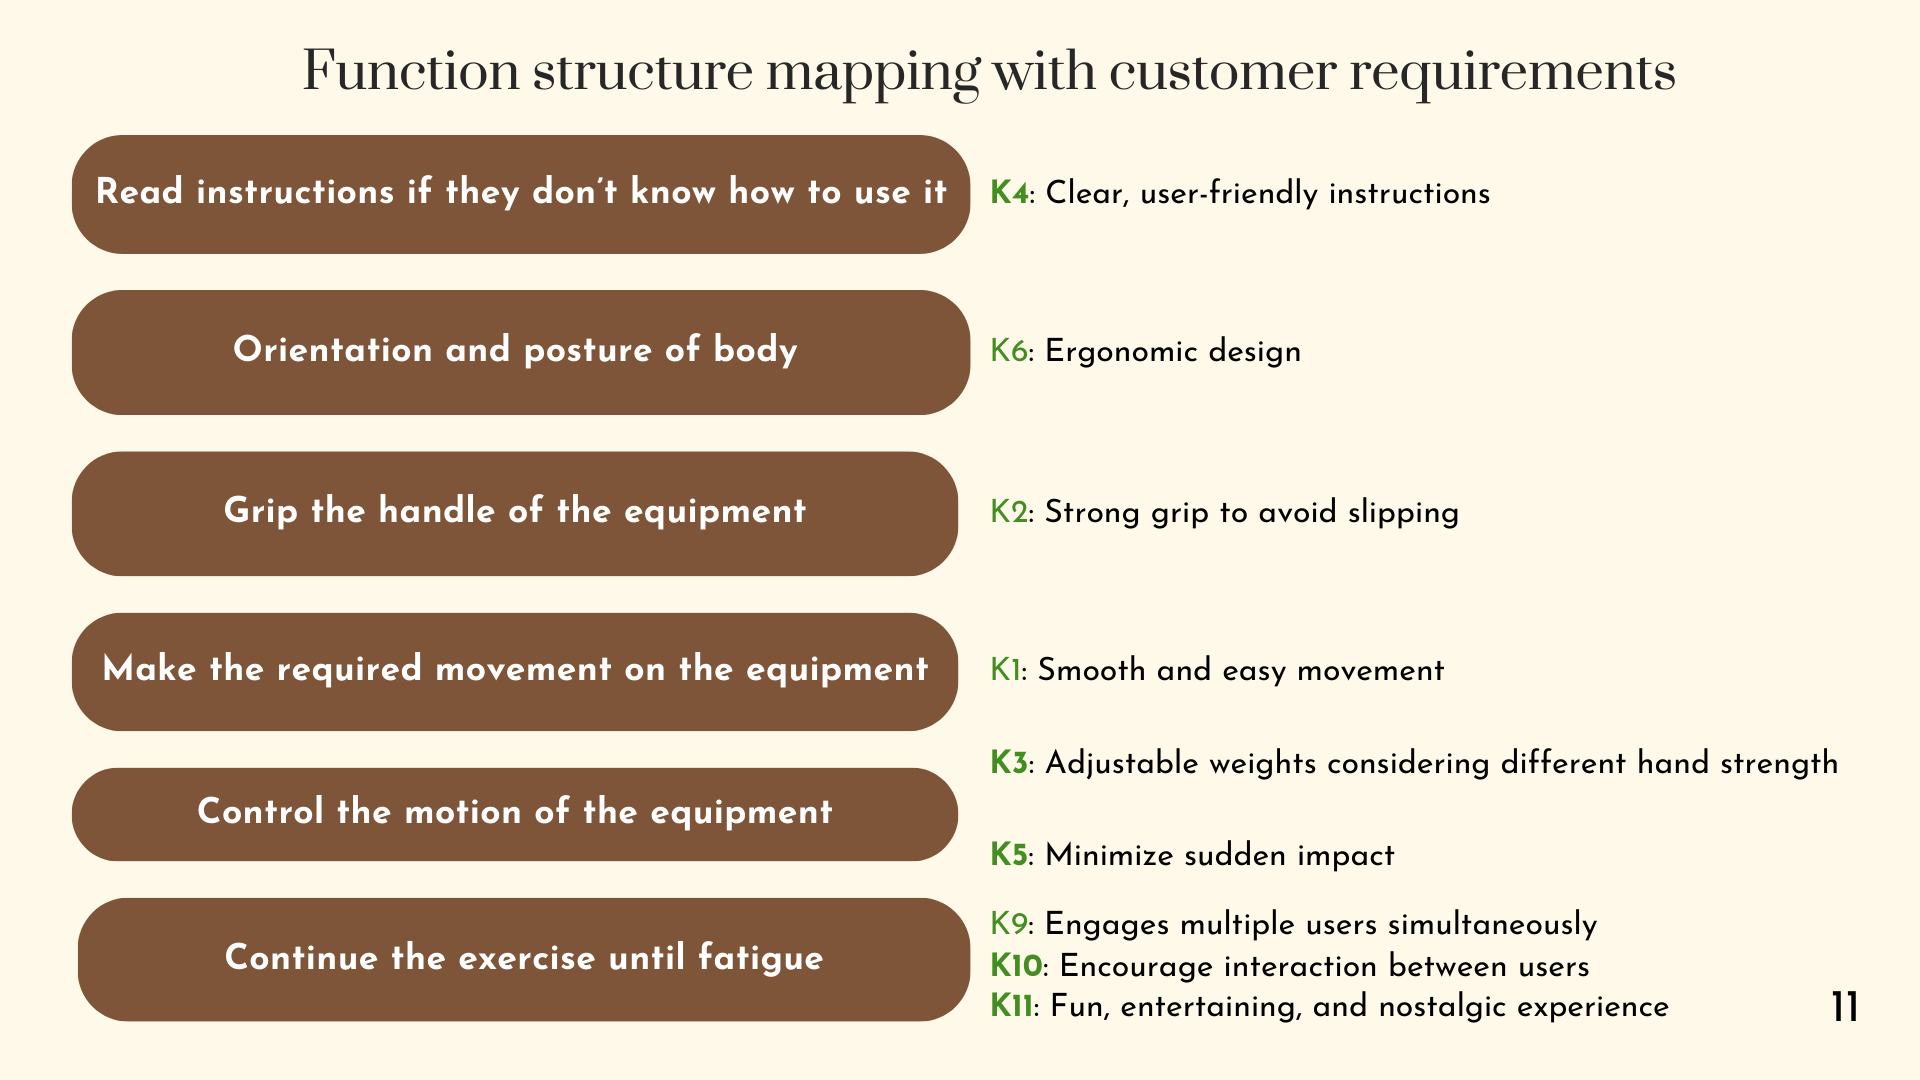 Function structure mapping with customer requirements
Read instructions if they don't know how to use it
K4: Clear, user-friendly instructions
Orientation and posture of body
K6: Ergonomic design
Grip the handle of the equipment
K2: Strong grip to avoid slipping
Make the required movement on the equipment
K1: Smooth and easy movement
K3: Adjustable weights considering different hand strength
Control the motion of the equipment
K5: Minimize sudden impact
Continue the exercise until fatigue
K9: Engages multiple users simultaneously
K10: Encourage interaction between users
K11: Fun, entertaining, and nostalgic experience
11